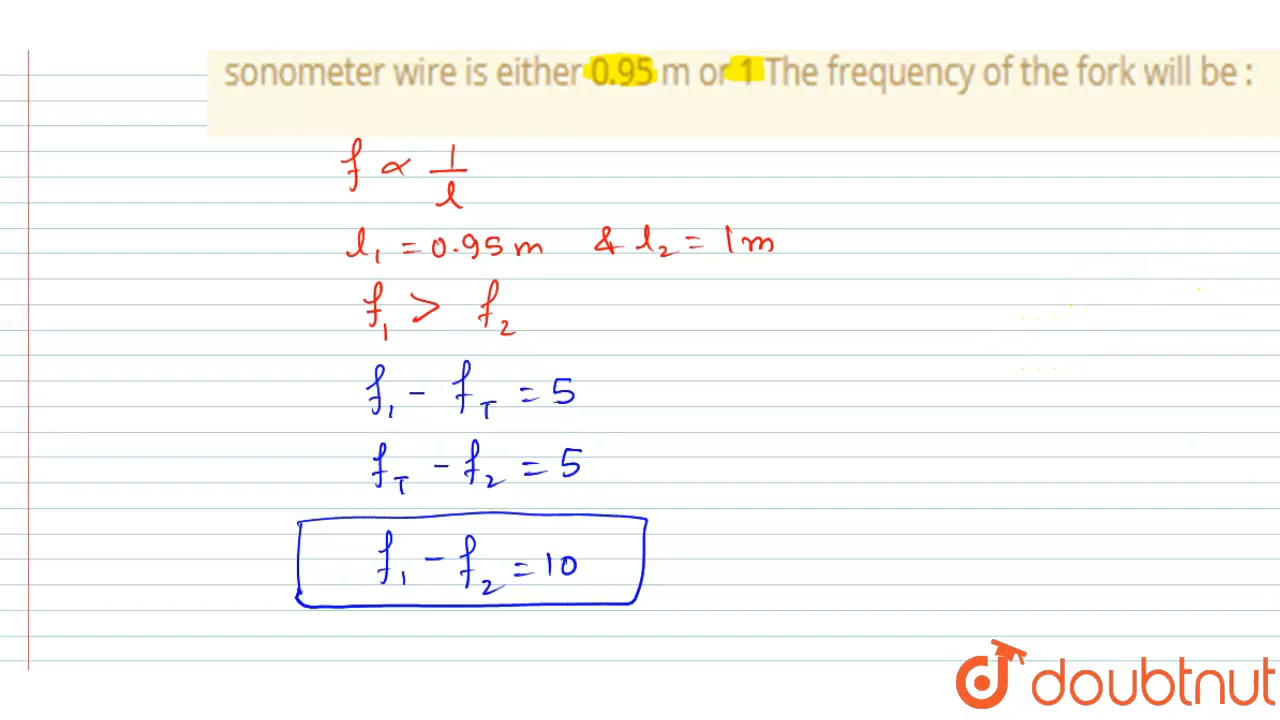 sonometer wire is either 0.95 m or 1 The frequency of the fork will be :
f ∝ 1/l
l₁ = 0.95 m & l₂ = 1 m
f₁ > f₂
f₁ - f_T = 5
f_T - f₂ = 5
f₁ - f₂ = 10
doubtnut